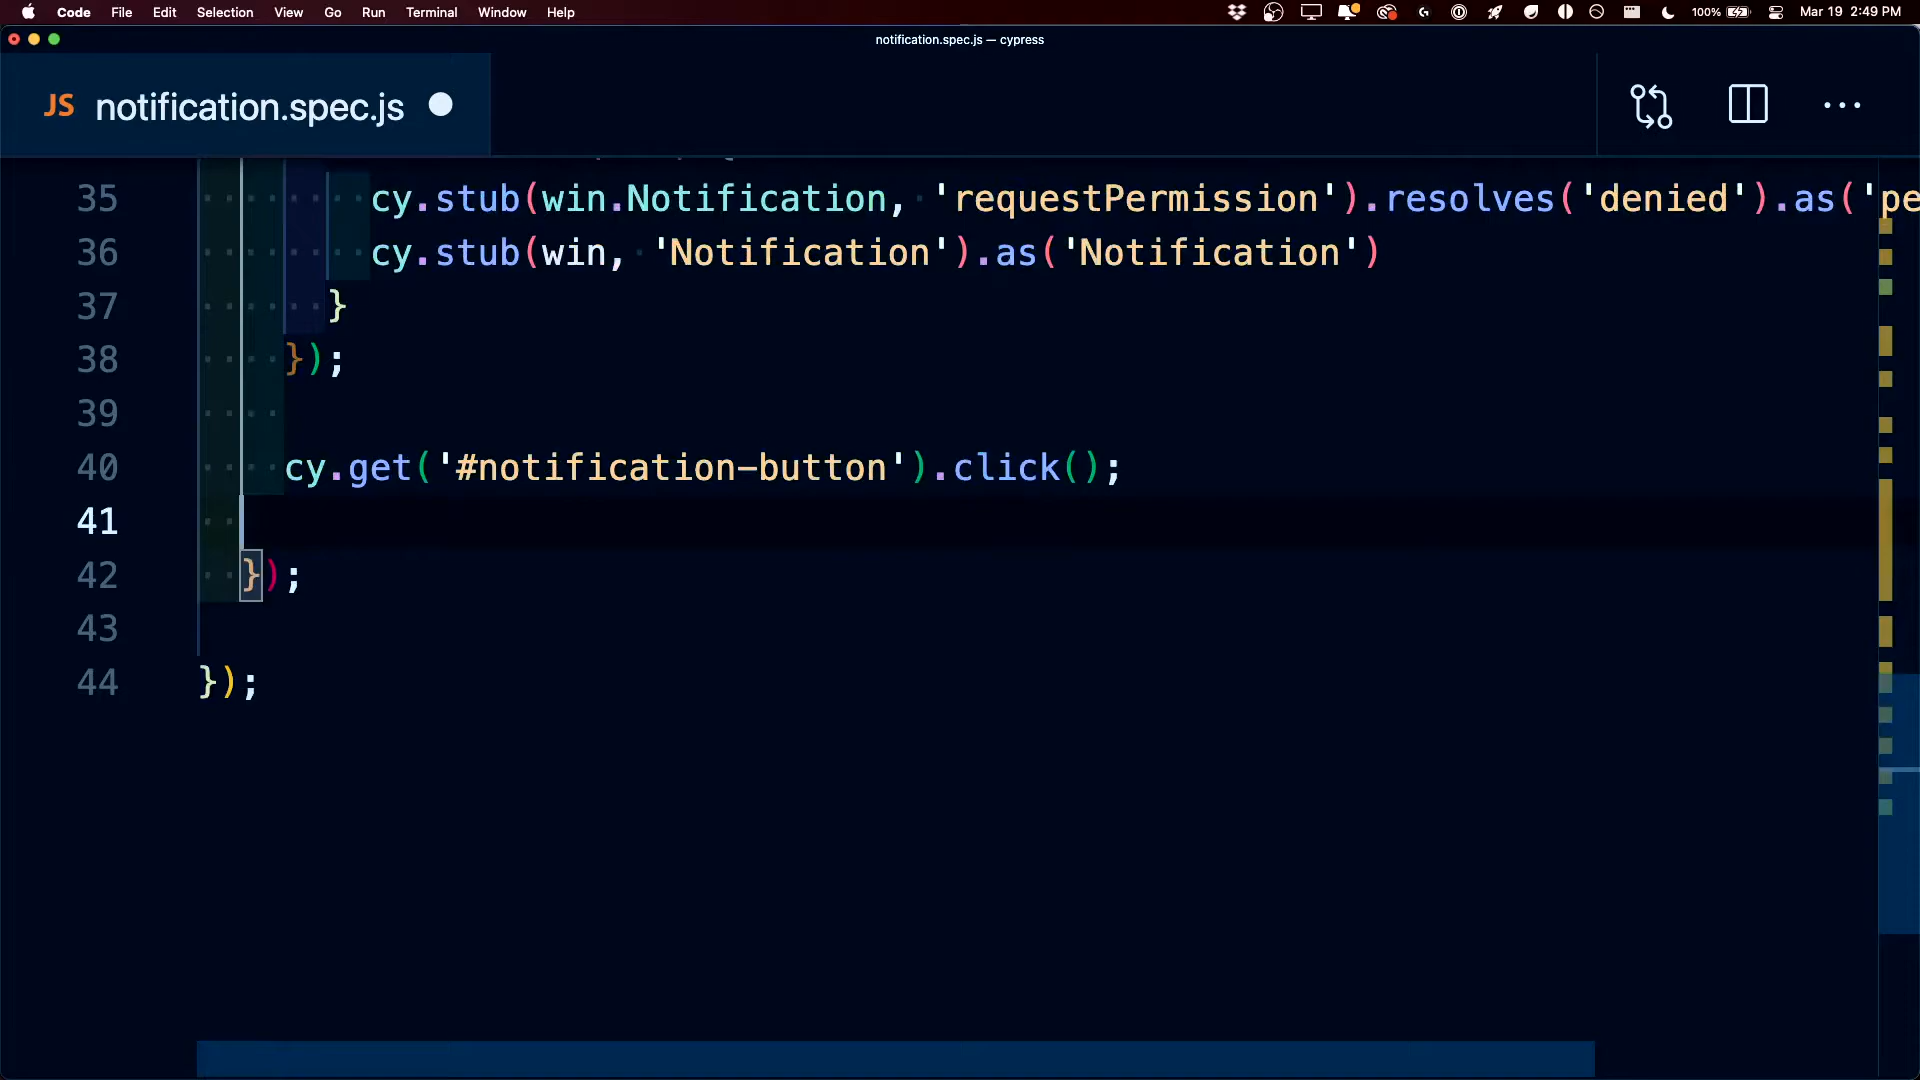 Code File Edit Selection View Go Run Terminal Window Help 100% Mar 19 2:49 PM
notification.spec.js — cypress
JS notification.spec.js
35 cy.stub(win.Notification, 'requestPermission').resolves('denied').as('pe
36 cy.stub(win, 'Notification').as('Notification')
37 }
38 });
39
40 cy.get('#notification-button').click();
41
42 });
43
44 });